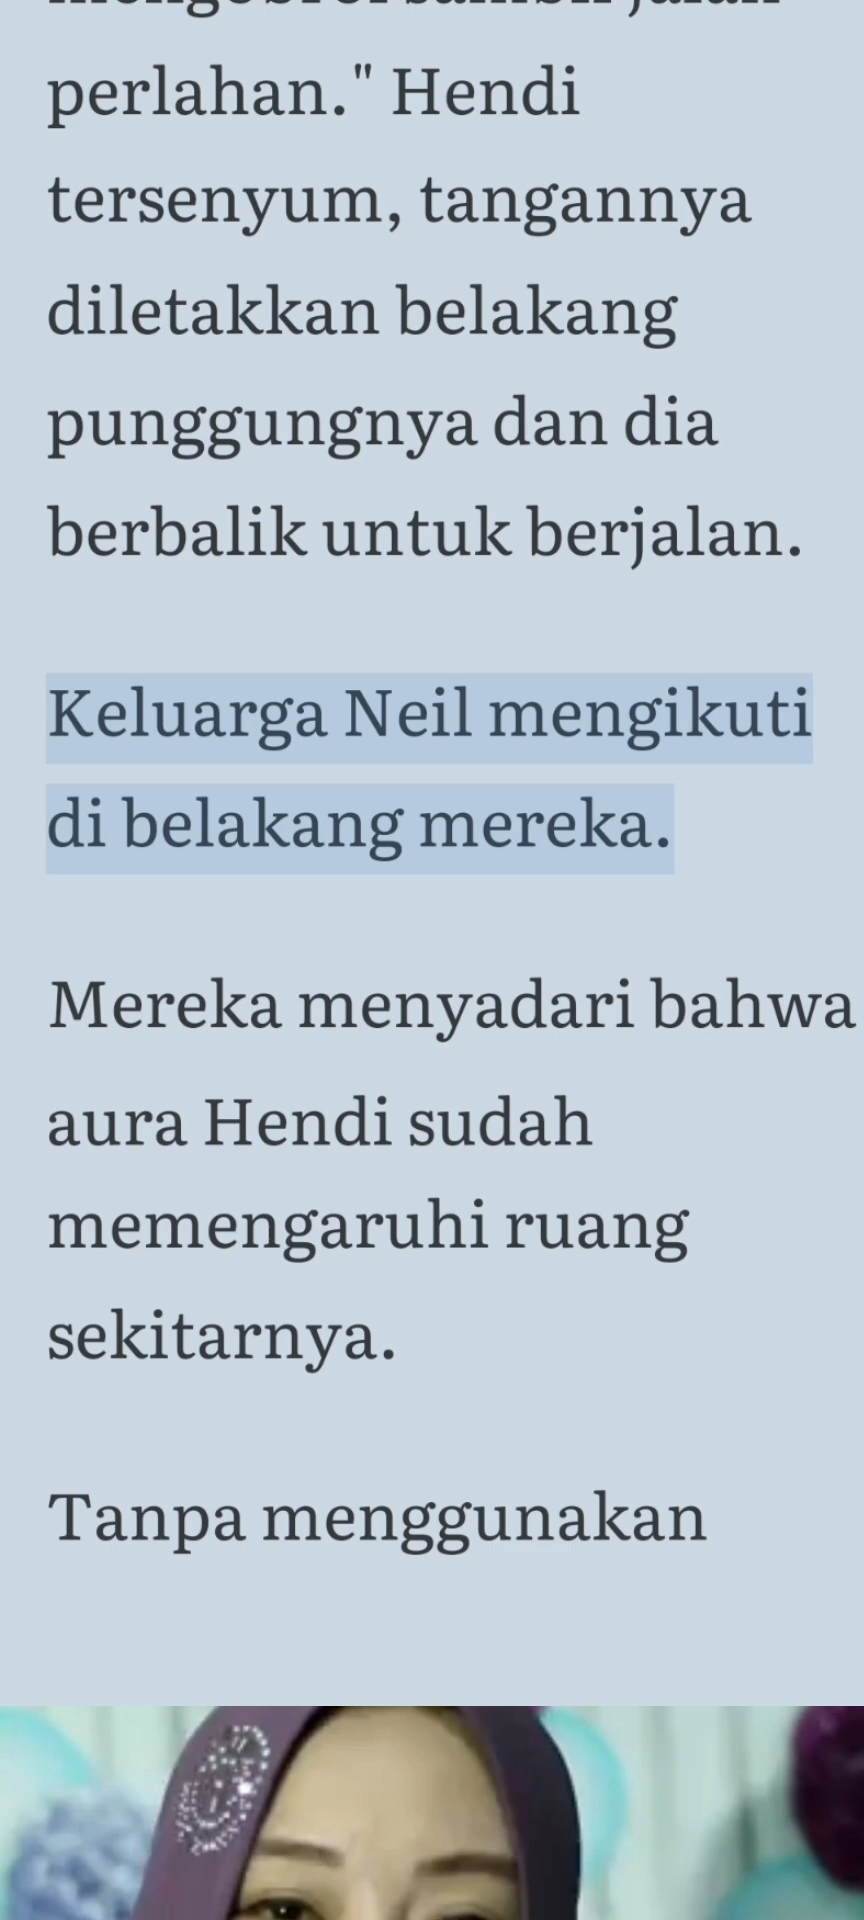 perlahan." Hendi
tersenyum, tangannya
diletakkan belakang
punggungnya dan dia
berbalik untuk berjalan.
Keluarga Neil mengikuti
di belakang mereka.
Mereka menyadari bahwa
aura Hendi sudah
memengaruhi ruang
sekitarnya.
Tanpa menggunakan